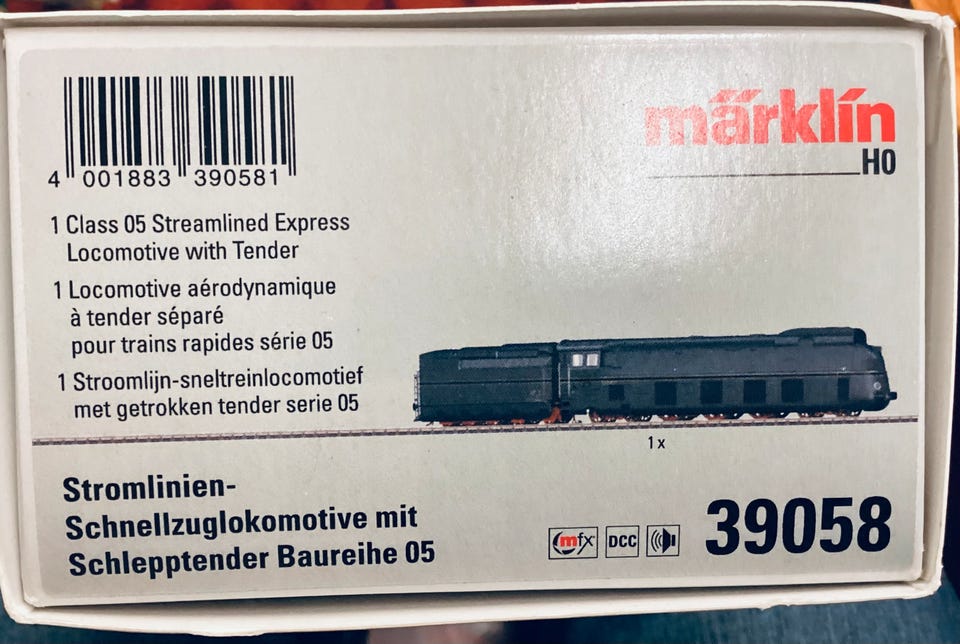 märklín
H0
4 001883 390581
1 Class 05 Streamlined Express
Locomotive with Tender
1 Locomotive aérodynamique
à tender séparé
pour trains rapides série 05
1 Stroomlijn-sneltreinlocomotief
met getrokken tender serie 05
1 x
Stromlinien-
Schnellzuglokomotive mit
Schlepptender Baureihe 05
mfx DCC
39058